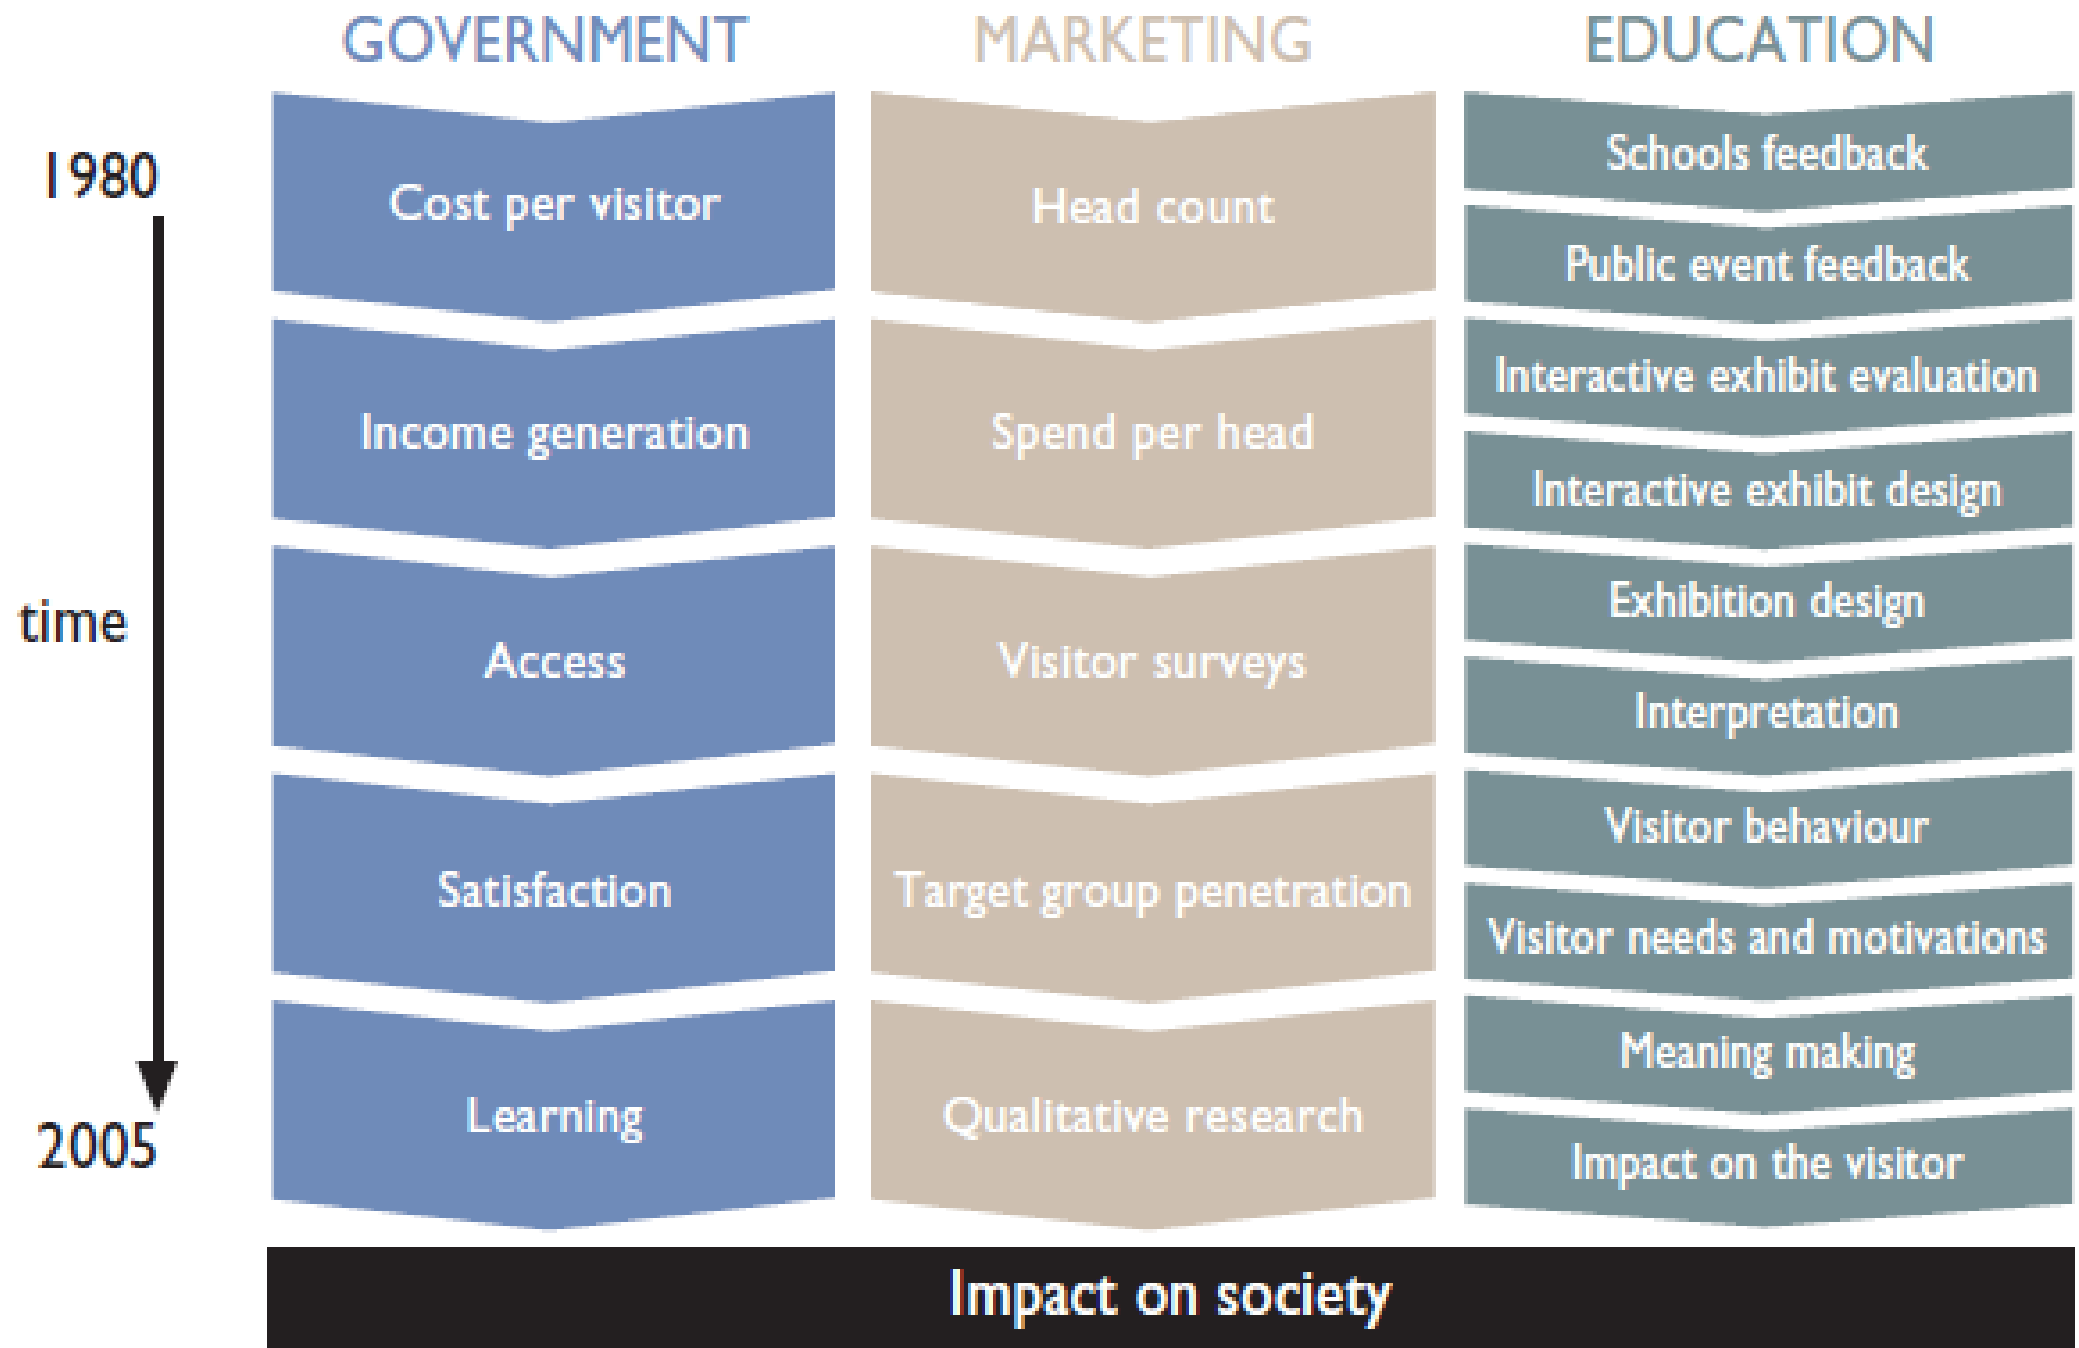 GOVERNMENT
MARKETING
EDUCATION
1980
time
2005
Cost per visitor
Income generation
Access
Satisfaction
Learning
Head count
Spend per head
Visitor surveys
Target group penetration
Qualitative research
Schools feedback
Public event feedback
Interactive exhibit evaluation
Interactive exhibit design
Exhibition design
Interpretation
Visitor behaviour
Visitor needs and motivations
Meaning making
Impact on the visitor
Impact on society